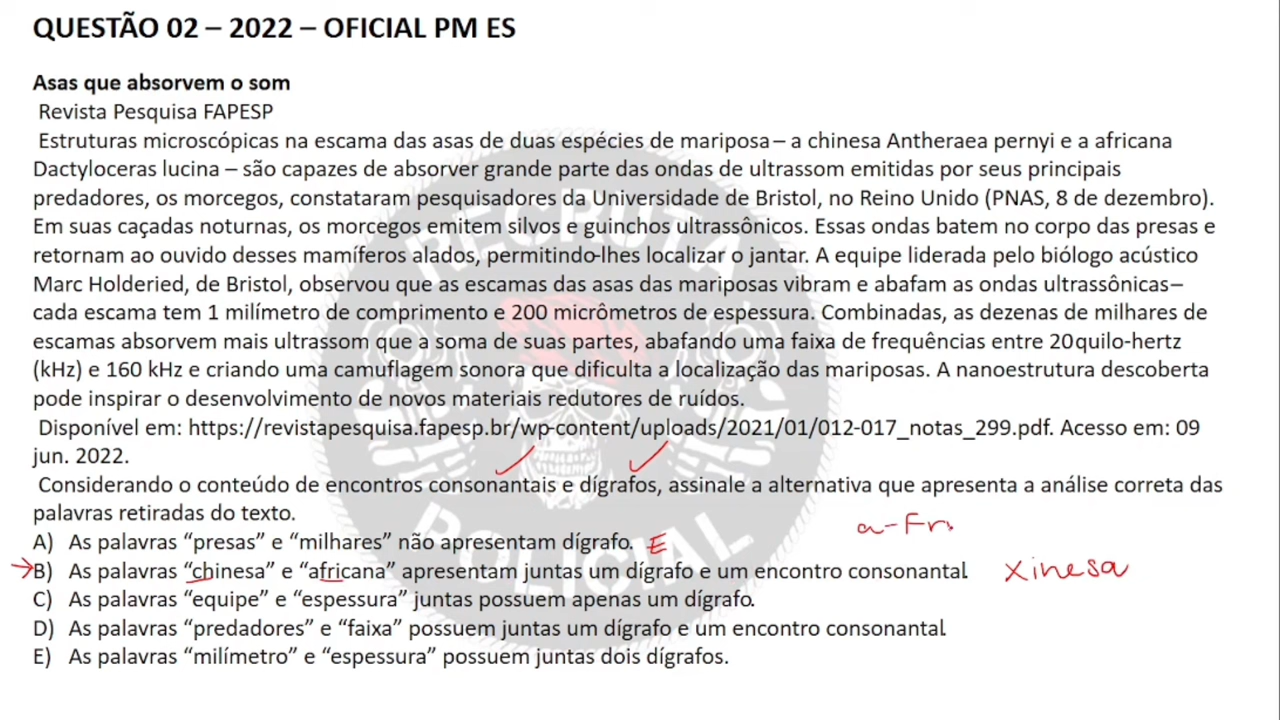 QUESTÃO 02 – 2022 – OFICIAL PM ES
Asas que absorvem o som
Revista Pesquisa FAPESP
Estruturas microscópicas na escama das asas de duas espécies de mariposa – a chinesa Antheraea pernyi e a africana
Dactyloceras lucina – são capazes de absorver grande parte das ondas de ultrassom emitidas por seus principais
predadores, os morcegos, constataram pesquisadores da Universidade de Bristol, no Reino Unido (PNAS, 8 de dezembro).
Em suas caçadas noturnas, os morcegos emitem silvos e guinchos ultrassônicos. Essas ondas batem no corpo das presas e
retornam ao ouvido desses mamíferos alados, permitindo-lhes localizar o jantar. A equipe liderada pelo biólogo acústico
Marc Holderied, de Bristol, observou que as escamas das asas das mariposas vibram e abafam as ondas ultrassônicas –
cada escama tem 1 milímetro de comprimento e 200 micrômetros de espessura. Combinadas, as dezenas de milhares de
escamas absorvem mais ultrassom que a soma de suas partes, abafando uma faixa de frequências entre 20 quilo-hertz
(kHz) e 160 kHz e criando uma camuflagem sonora que dificulta a localização das mariposas. A nanoestrutura descoberta
pode inspirar o desenvolvimento de novos materiais redutores de ruídos.
Disponível em: https://revistapesquisa.fapesp.br/wp-content/uploads/2021/01/012-017_notas_299.pdf. Acesso em: 09
jun. 2022.
Considerando o conteúdo de encontros consonantais e dígrafos, assinale a alternativa que apresenta a análise correta das
palavras retiradas do texto.
a-Fri
A) As palavras “presas” e “milhares” não apresentam dígrafo. E
B) As palavras “chinesa” e “africana” apresentam juntas um dígrafo e um encontro consonantal. Xinesa
C) As palavras “equipe” e “espessura” juntas possuem apenas um dígrafo.
D) As palavras “predadores” e “faixa” possuem juntas um dígrafo e um encontro consonantal.
E) As palavras “milímetro” e “espessura” possuem juntas dois dígrafos.
RECRUTA
POLICIAL